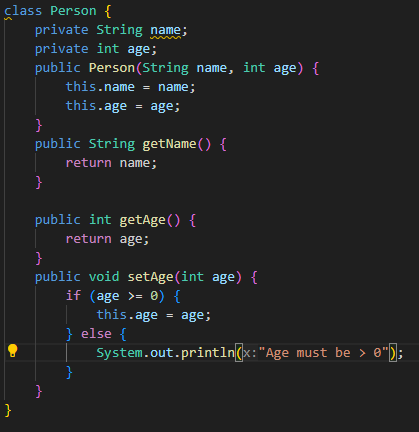 class Person {
    private String name;
    private int age;
    public Person(String name, int age) {
        this.name = name;
        this.age = age;
    }
    public String getName() {
        return name;
    }

    public int getAge() {
        return age;
    }
    public void setAge(int age) {
        if (age >= 0) {
            this.age = age;
        } else {
            System.out.println(x:"Age must be > 0");
        }
    }
}